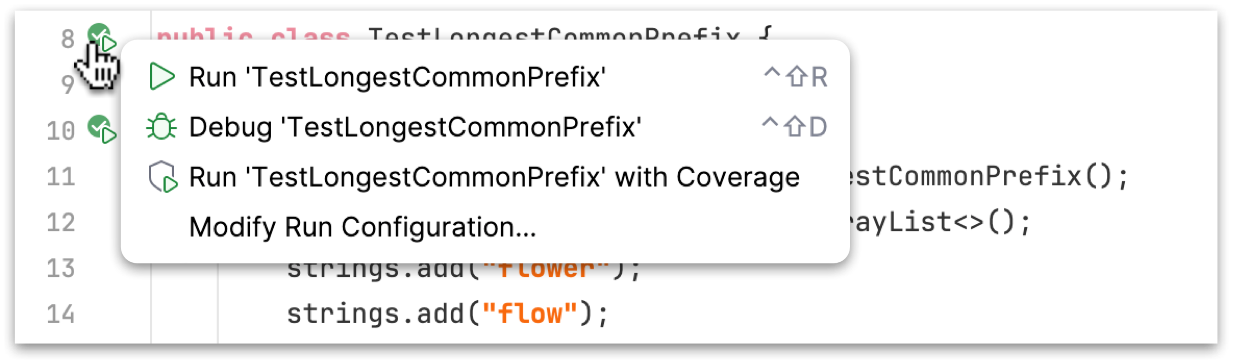 8 public class TestLongestCommonPrefix {
Run 'TestLongestCommonPrefix' ^⇧R
9
Debug 'TestLongestCommonPrefix' ^⇧D
10
Run 'TestLongestCommonPrefix' with Coverage
11 estCommonPrefix();
Modify Run Configuration...
12 rayList<>();
13 strings.add("flower");
14 strings.add("flow");